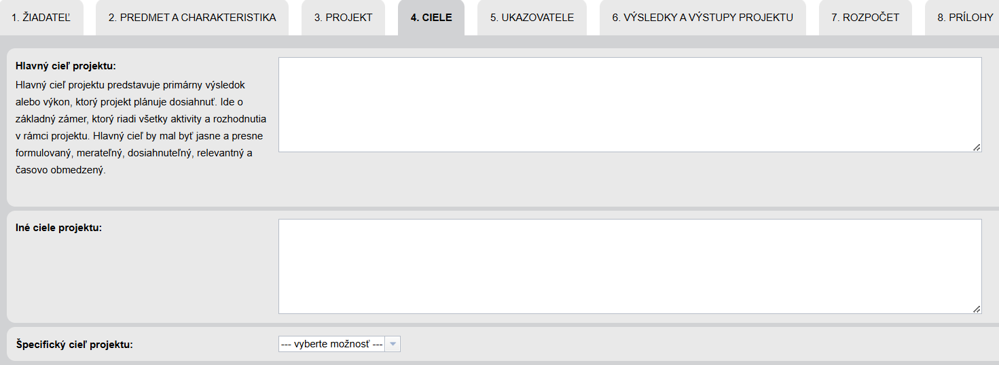 1. ŽIADATEĽ 2. PREDMET A CHARAKTERISTIKA 3. PROJEKT 4. CIELE 5. UKAZOVATELE 6. VÝSLEDKY A VÝSTUPY PROJEKTU 7. ROZPOČET 8. PRÍLOHY
Hlavný cieľ projektu:
Hlavný cieľ projektu predstavuje primárny výsledok
alebo výkon, ktorý projekt plánuje dosiahnuť. Ide o
základný zámer, ktorý riadi všetky aktivity a rozhodnutia
v rámci projektu. Hlavný cieľ by mal byť jasne a presne
formulovaný, merateľný, dosiahnuteľný, relevantný a
časovo obmedzený.
Iné ciele projektu:
Špecifický cieľ projektu: --- vyberte možnosť ---